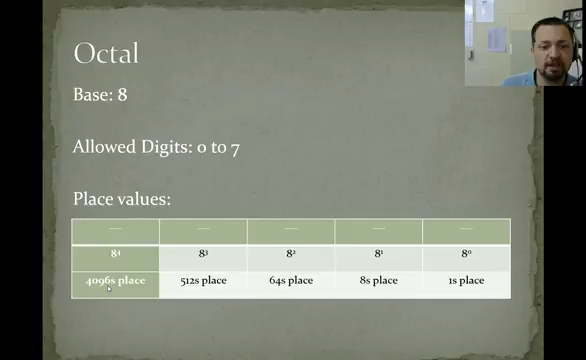 Octal
Base: 8
Allowed Digits: 0 to 7
Place values:
8⁴ 8³ 8² 8¹ 8⁰
4096s place 512s place 64s place 8s place 1s place